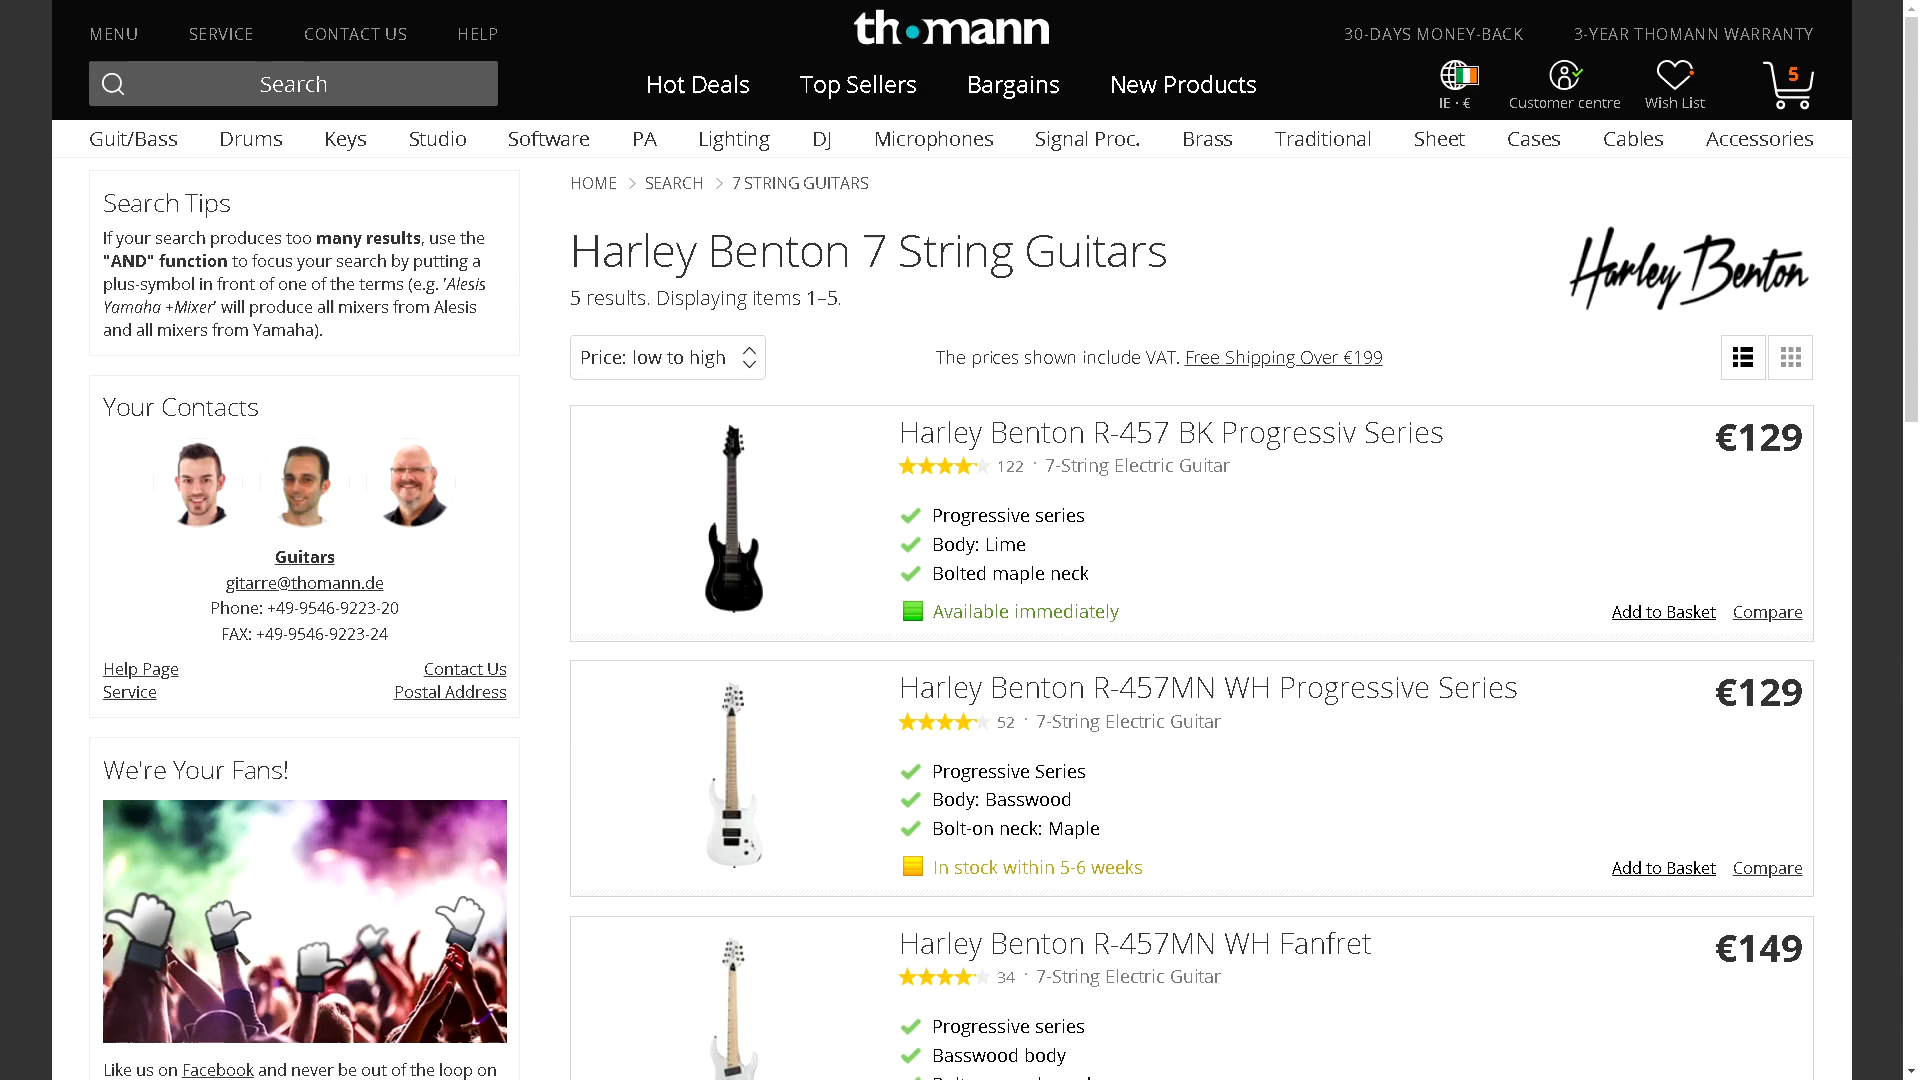 MENU SERVICE CONTACT US HELP
thomann
30-DAYS MONEY-BACK 3-YEAR THOMANN WARRANTY
Search
Hot Deals Top Sellers Bargains New Products
IE · €
Customer centre
Wish List
5
Guit/Bass Drums Keys Studio Software PA Lighting DJ Microphones Signal Proc. Brass Traditional Sheet Cases Cables Accessories
Search Tips
If your search produces too many results, use the
"AND" function to focus your search by putting a
plus-symbol in front of one of the terms (e.g. 'Alesis
Yamaha +Mixer' will produce all mixers from Alesis
and all mixers from Yamaha).
Your Contacts
Guitars
gitarre@thomann.de
Phone: +49-9546-9223-20
FAX: +49-9546-9223-24
Help Page Contact Us
Service Postal Address
We're Your Fans!
Like us on Facebook and never be out of the loop on
HOME > SEARCH > 7 STRING GUITARS
Harley Benton 7 String Guitars
Harley Benton
5 results. Displaying items 1–5.
Price: low to high
The prices shown include VAT. Free Shipping Over €199
Harley Benton R-457 BK Progressiv Series
€129
122 · 7-String Electric Guitar
Progressive series
Body: Lime
Bolted maple neck
Available immediately
Add to Basket Compare
Harley Benton R-457MN WH Progressive Series
€129
52 · 7-String Electric Guitar
Progressive Series
Body: Basswood
Bolt-on neck: Maple
In stock within 5-6 weeks
Add to Basket Compare
Harley Benton R-457MN WH Fanfret
€149
34 · 7-String Electric Guitar
Progressive series
Basswood body